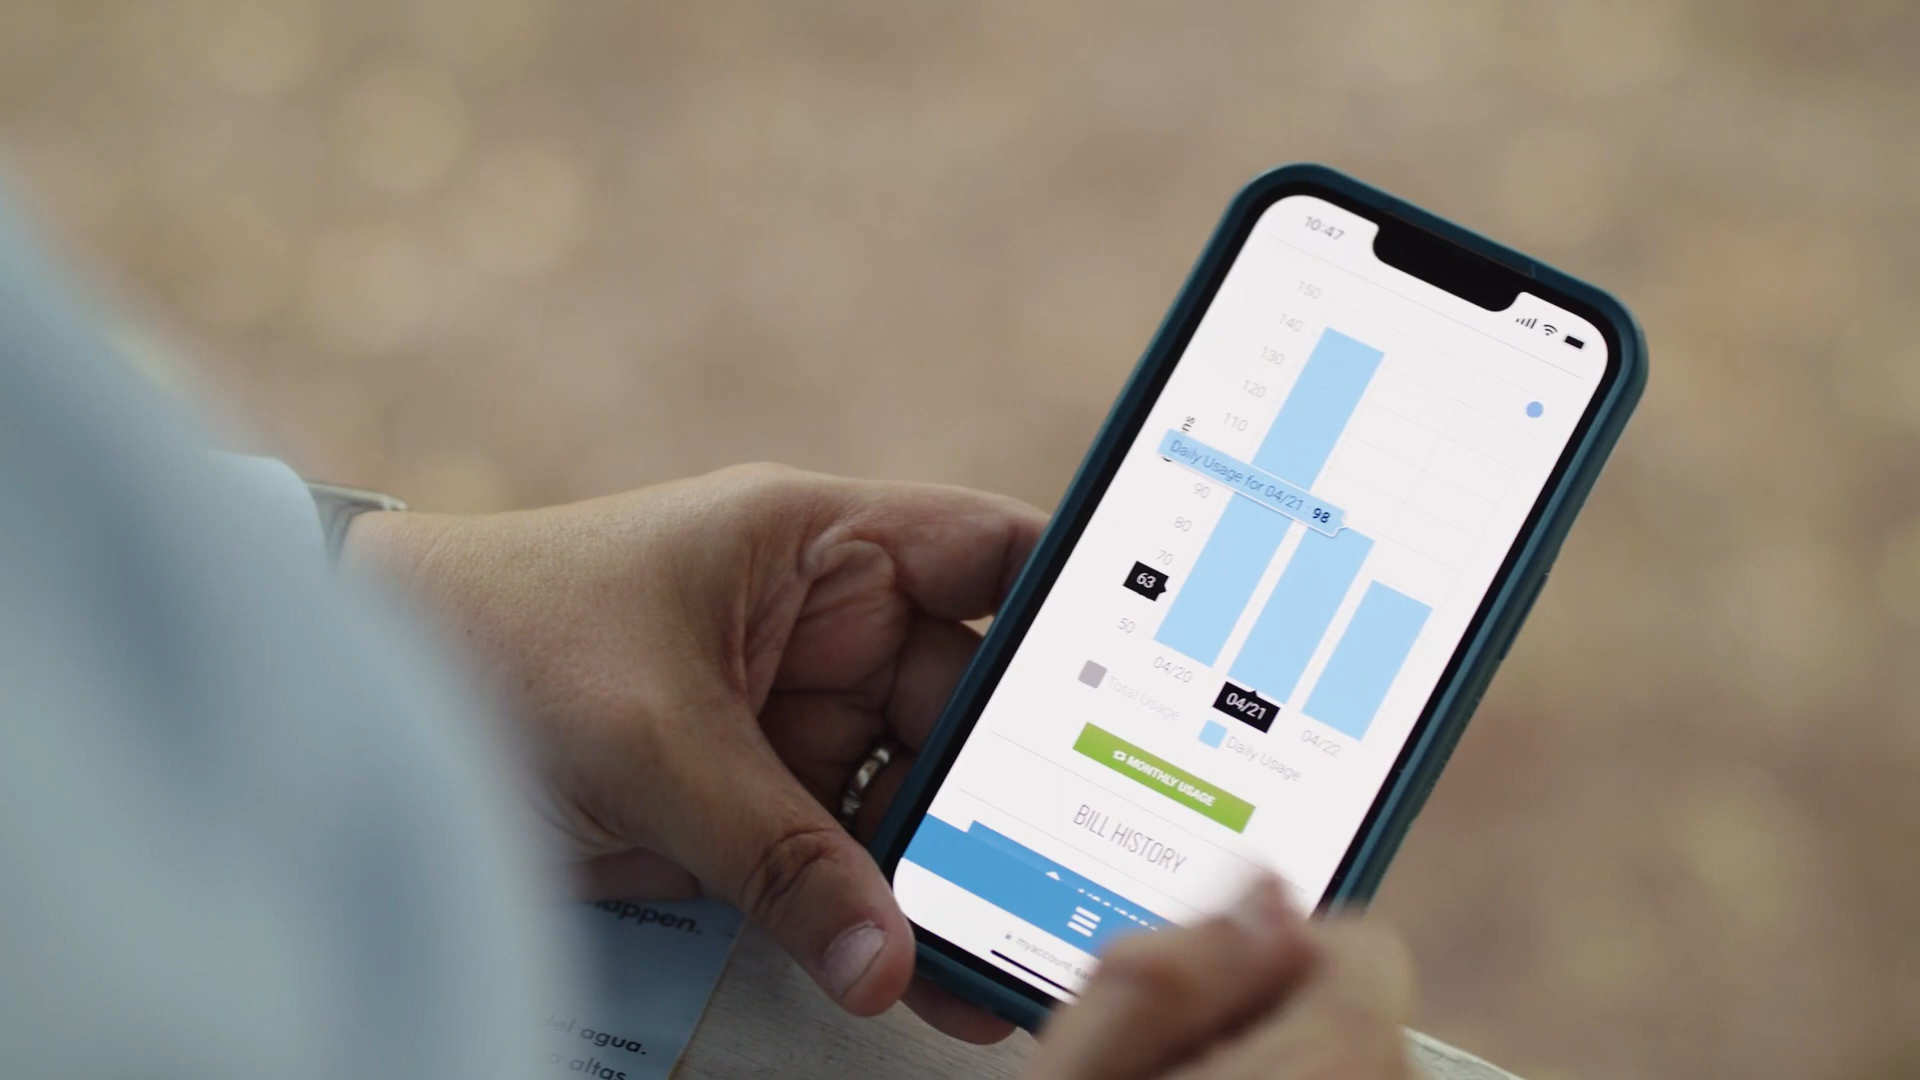 10:47
150
140
130
120
110
Daily Usage for 04/21: 98
90
80
70
63
50
04/20
04/21
04/22
Total Usage
Daily Usage
MONTHLY USAGE
BILL HISTORY
myaccount
happen.
agua.
altas